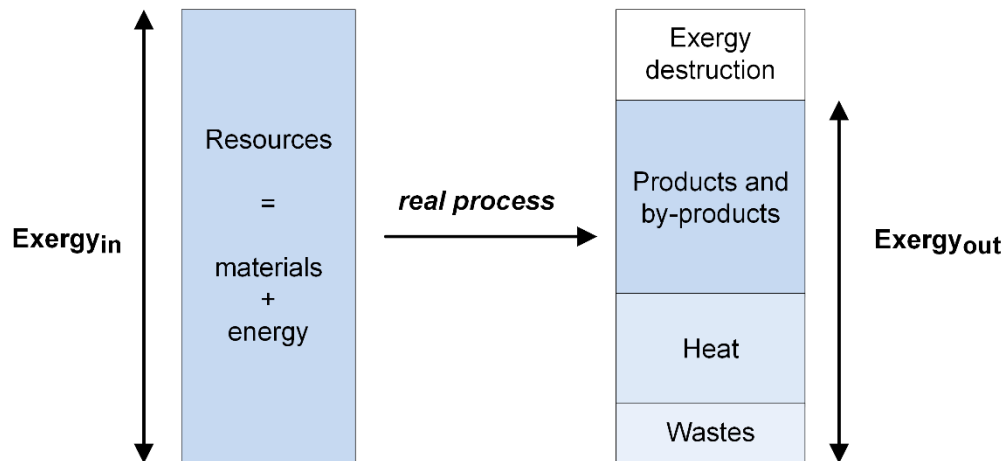 Exergyin
Resources
=
materials
+
energy
real process
Exergy
destruction
Products and
by-products
Heat
Wastes
Exergyout